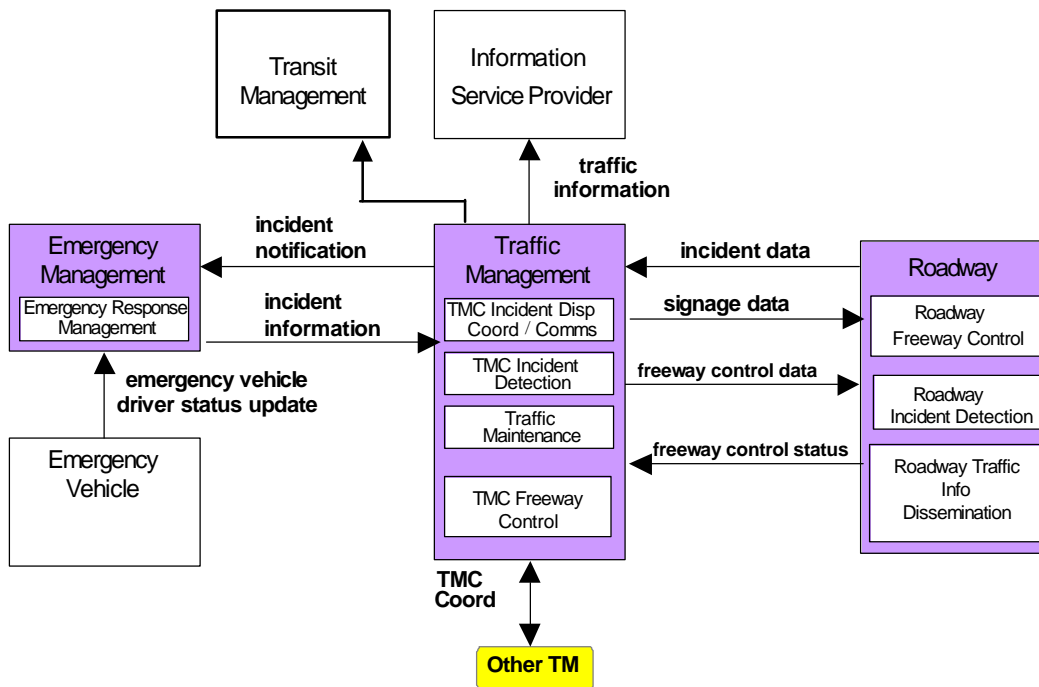 Transit
Management
Information
Service Provider
traffic
information
incident
notification
Emergency
Management
Emergency Response
Management
incident
information
emergency vehicle
driver status update
Emergency
Vehicle
Traffic
Management
TMC Incident Disp
Coord / Comms
TMC Incident
Detection
Traffic
Maintenance
TMC Freeway
Control
incident data
signage data
freeway control data
freeway control status
Roadway
Roadway
Freeway Control
Roadway
Incident Detection
Roadway Traffic
Info
Dissemination
TMC
Coord
Other TM